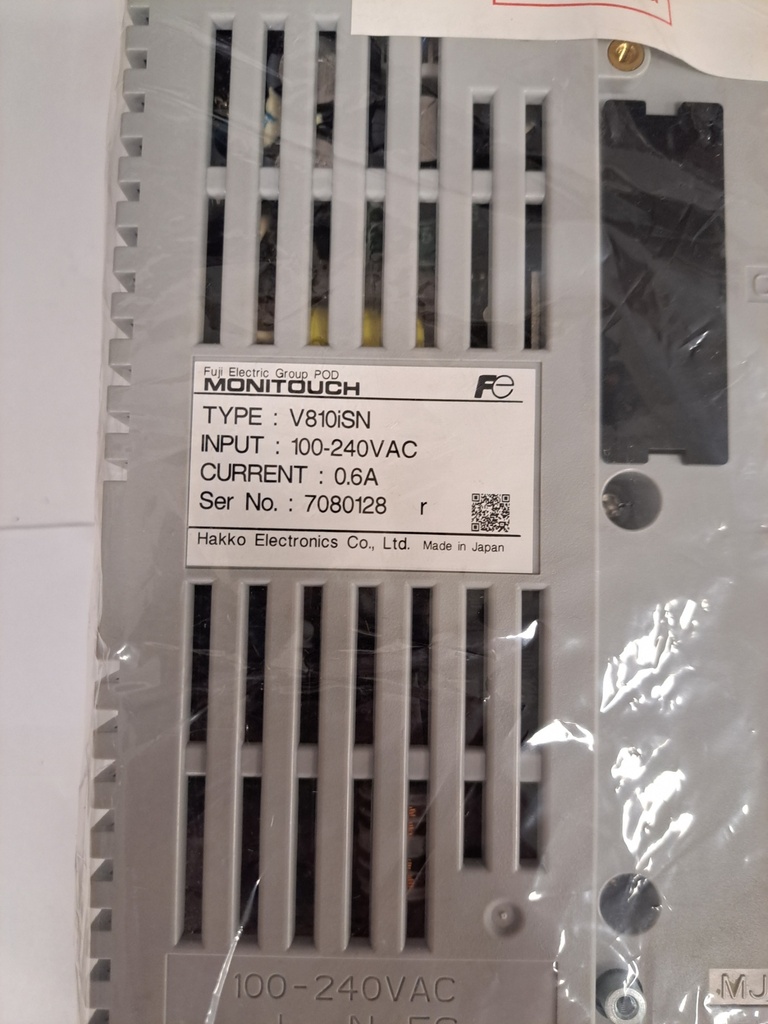 Fuji Electric Group POD
MONITOUCH
Fe
TYPE : V810iSN
INPUT : 100-240VAC
CURRENT : 0.6A
Ser No. : 7080128 r
Hakko Electronics Co., Ltd. Made in Japan
100-240VAC
MJ